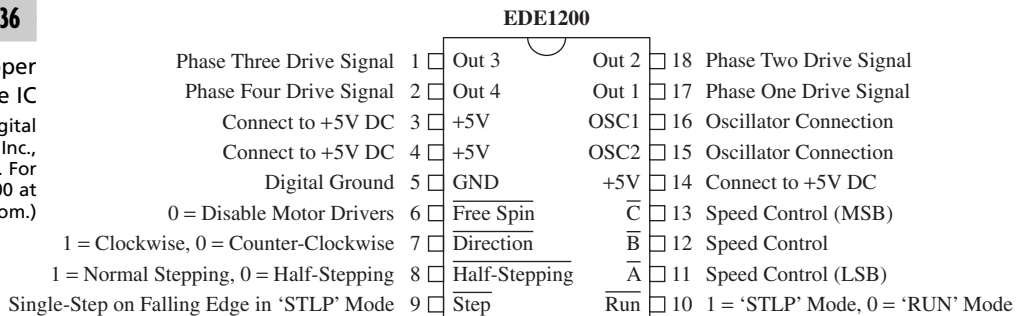 36
EDE1200
pper
e IC
gital
Inc.,
. For
00 at
om.)
Phase Three Drive Signal 1 Out 3 Out 2 18 Phase Two Drive Signal
Phase Four Drive Signal 2 Out 4 Out 1 17 Phase One Drive Signal
Connect to +5V DC 3 +5V OSC1 16 Oscillator Connection
Connect to +5V DC 4 +5V OSC2 15 Oscillator Connection
Digital Ground 5 GND +5V 14 Connect to +5V DC
0 = Disable Motor Drivers 6 Free Spin C 13 Speed Control (MSB)
1 = Clockwise, 0 = Counter-Clockwise 7 Direction B 12 Speed Control
1 = Normal Stepping, 0 = Half-Stepping 8 Half-Stepping A 11 Speed Control (LSB)
Single-Step on Falling Edge in ‘STLP’ Mode 9 Step Run 10 1 = ‘STLP’ Mode, 0 = ‘RUN’ Mode